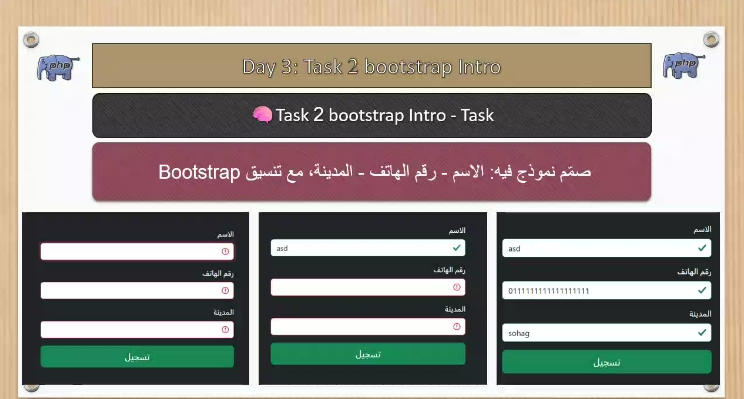 php
Day 3: Task 2 bootstrap Intro
php
Task 2 bootstrap Intro - Task
صمّم نموذج فيه: الاسم - رقم الهاتف - المدينة، مع تنسيق Bootstrap
الاسم
رقم الهاتف
المدينة
تسجيل
الاسم
asd
رقم الهاتف
المدينة
تسجيل
الاسم
asd
رقم الهاتف
0111111111111111111
المدينة
sohag
تسجيل